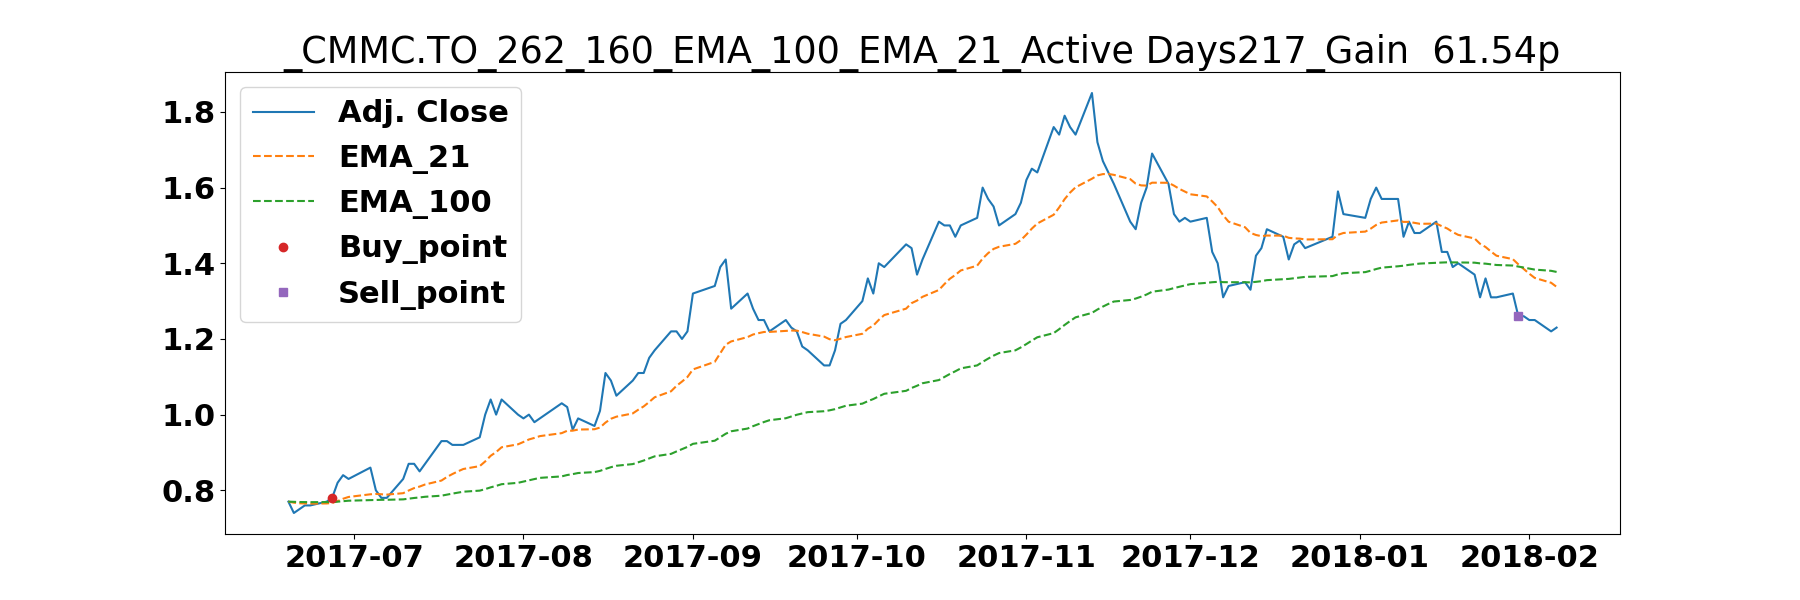 _CMMC.TO_262_160_EMA_100_EMA_21_Active Days217_Gain  61.54p
Adj. Close
EMA_21
EMA_100
Buy_point
Sell_point
1.8
1.6
1.4
1.2
1.0
0.8
2017-07 2017-08 2017-09 2017-10 2017-11 2017-12 2018-01 2018-02